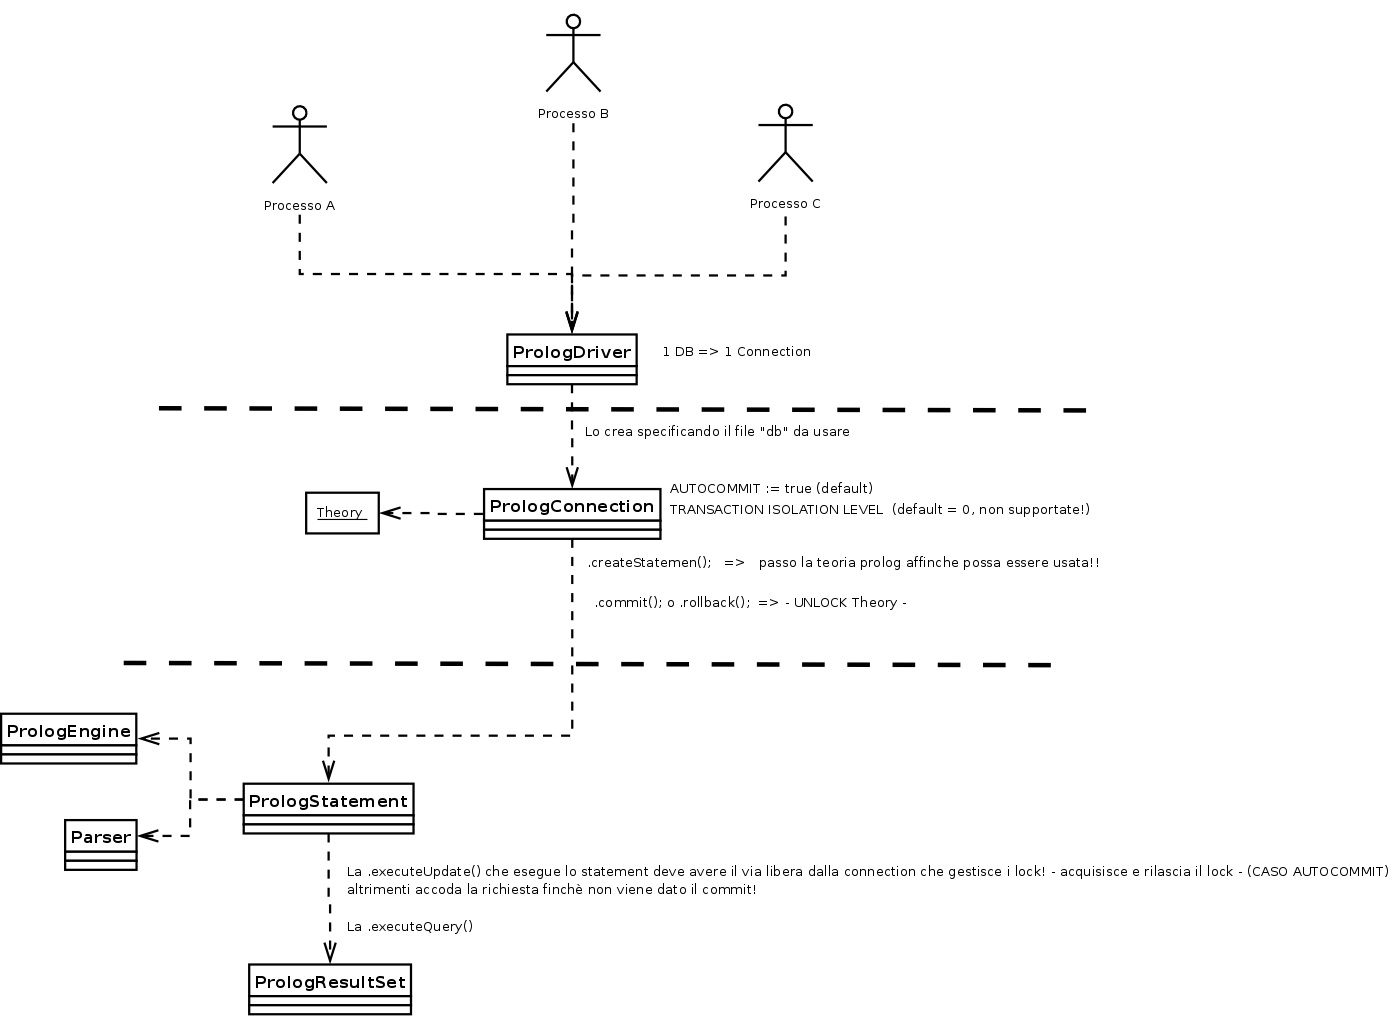 Processo B
Processo A
Processo C
PrologDriver
1 DB => 1 Connection
Lo crea specificando il file "db" da usare
AUTOCOMMIT := true (default)
PrologConnection
TRANSACTION ISOLATION LEVEL (default = 0, non supportate!)
Theory
.createStatemen(); => passo la teoria prolog affinche possa essere usata!!
.commit(); o .rollback(); => - UNLOCK Theory -
PrologEngine
PrologStatement
Parser
La .executeUpdate() che esegue lo statement deve avere il via libera dalla connection che gestisce i lock! - acquisisce e rilascia il lock - (CASO AUTOCOMMIT)
altrimenti accoda la richiesta finchè non viene dato il commit!
La .executeQuery()
PrologResultSet